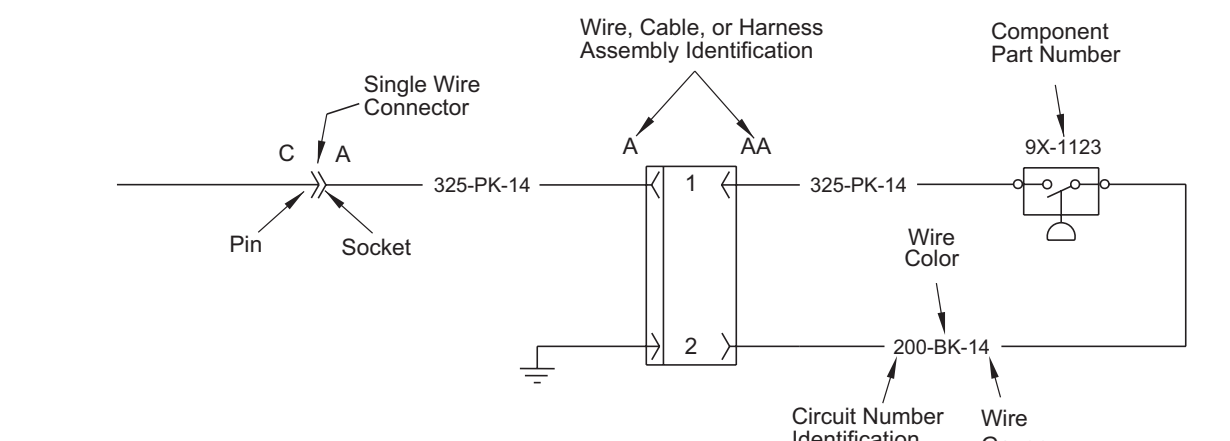 Wire, Cable, or Harness
Assembly Identification
Component
Part Number
Single Wire
Connector
C A
A AA
9X-1123
325-PK-14
1
325-PK-14
Pin
Socket
Wire
Color
2
200-BK-14
Circuit Number
Identification
Wire